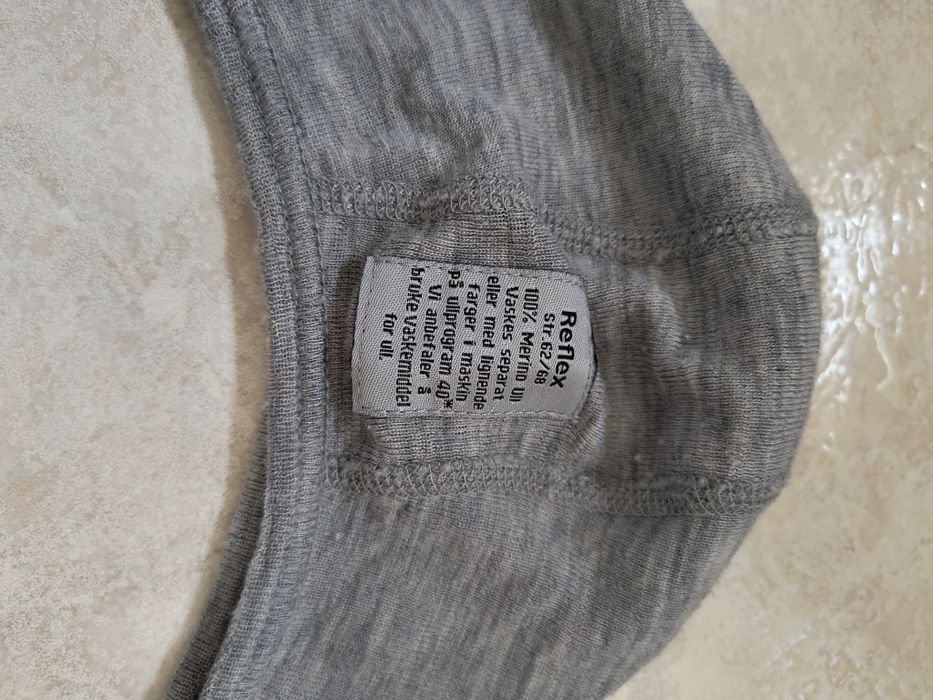 Reflex
Str.62/68
100% Merino Ull
Vaskes separat
eller med lignende
farger i maskin
på ullprogram 40*
Vi anbefaler å
bruke vaskemiddel
for ull.